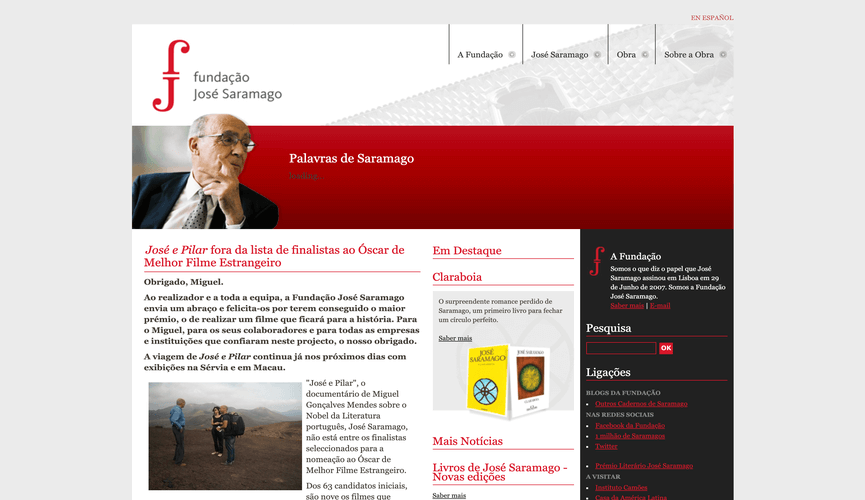 EN ESPAÑOL
fundação
José Saramago
A Fundação
José Saramago
Obra
Sobre a Obra
Palavras de Saramago
José e Pilar fora da lista de finalistas ao Óscar de
Melhor Filme Estrangeiro
Obrigado, Miguel.
Ao realizador e a toda a equipa, a Fundação José Saramago
envia um abraço e felicita-os por terem conseguido o maior
prémio, o de realizar um filme que ficará para a história. Para
o Miguel, para os seus colaboradores e para todas as empresas
e instituições que confiaram neste projecto, o nosso obrigado.
A viagem de José e Pilar continua já nos próximos dias com
exibições na Sérvia e em Macau.
"José e Pilar", o
documentário de Miguel
Gonçalves Mendes sobre o
Nobel da Literatura
português, José Saramago,
não está entre os finalistas
seleccionados para a
nomeação ao Óscar de
Melhor Filme Estrangeiro.
Dos 63 candidatos iniciais,
são nove os filmes que
Em Destaque
Claraboia
O surpreendente romance perdido de
Saramago, um primeiro livro para fechar
um círculo perfeito.
Saber mais
JOSÉ
SARAMAGO
JOSÉ
SARAMAGO
Mais Notícias
Livros de José Saramago -
Novas edições
Saber mais
A Fundação
Somos o que diz o papel que José
Saramago assinou em Lisboa em 29
de Junho de 2007. Somos a Fundação
José Saramago.
Saber mais | E-mail
Pesquisa
OK
Ligações
BLOGS DA FUNDAÇÃO
Outros Cadernos de Saramago
NAS REDES SOCIAIS
Facebook da Fundação
1 milhão de Saramagos
Twitter
Prémio Literário José Saramago
A VISITAR
Instituto Camões
Casa da América Latina